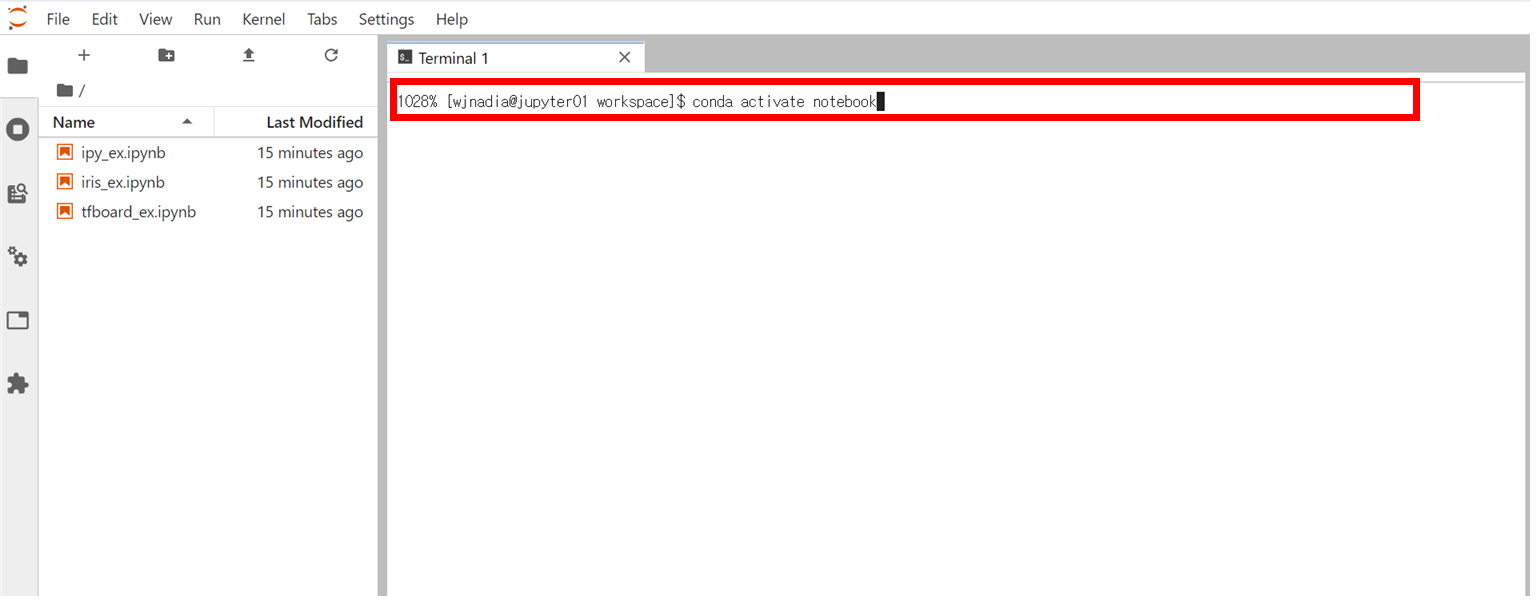 File Edit View Run Kernel Tabs Settings Help
Terminal 1
/
1028% [wjnadia@jupyter01 workspace]$ conda activate notebook
Name Last Modified
ipy_ex.ipynb 15 minutes ago
iris_ex.ipynb 15 minutes ago
tfboard_ex.ipynb 15 minutes ago